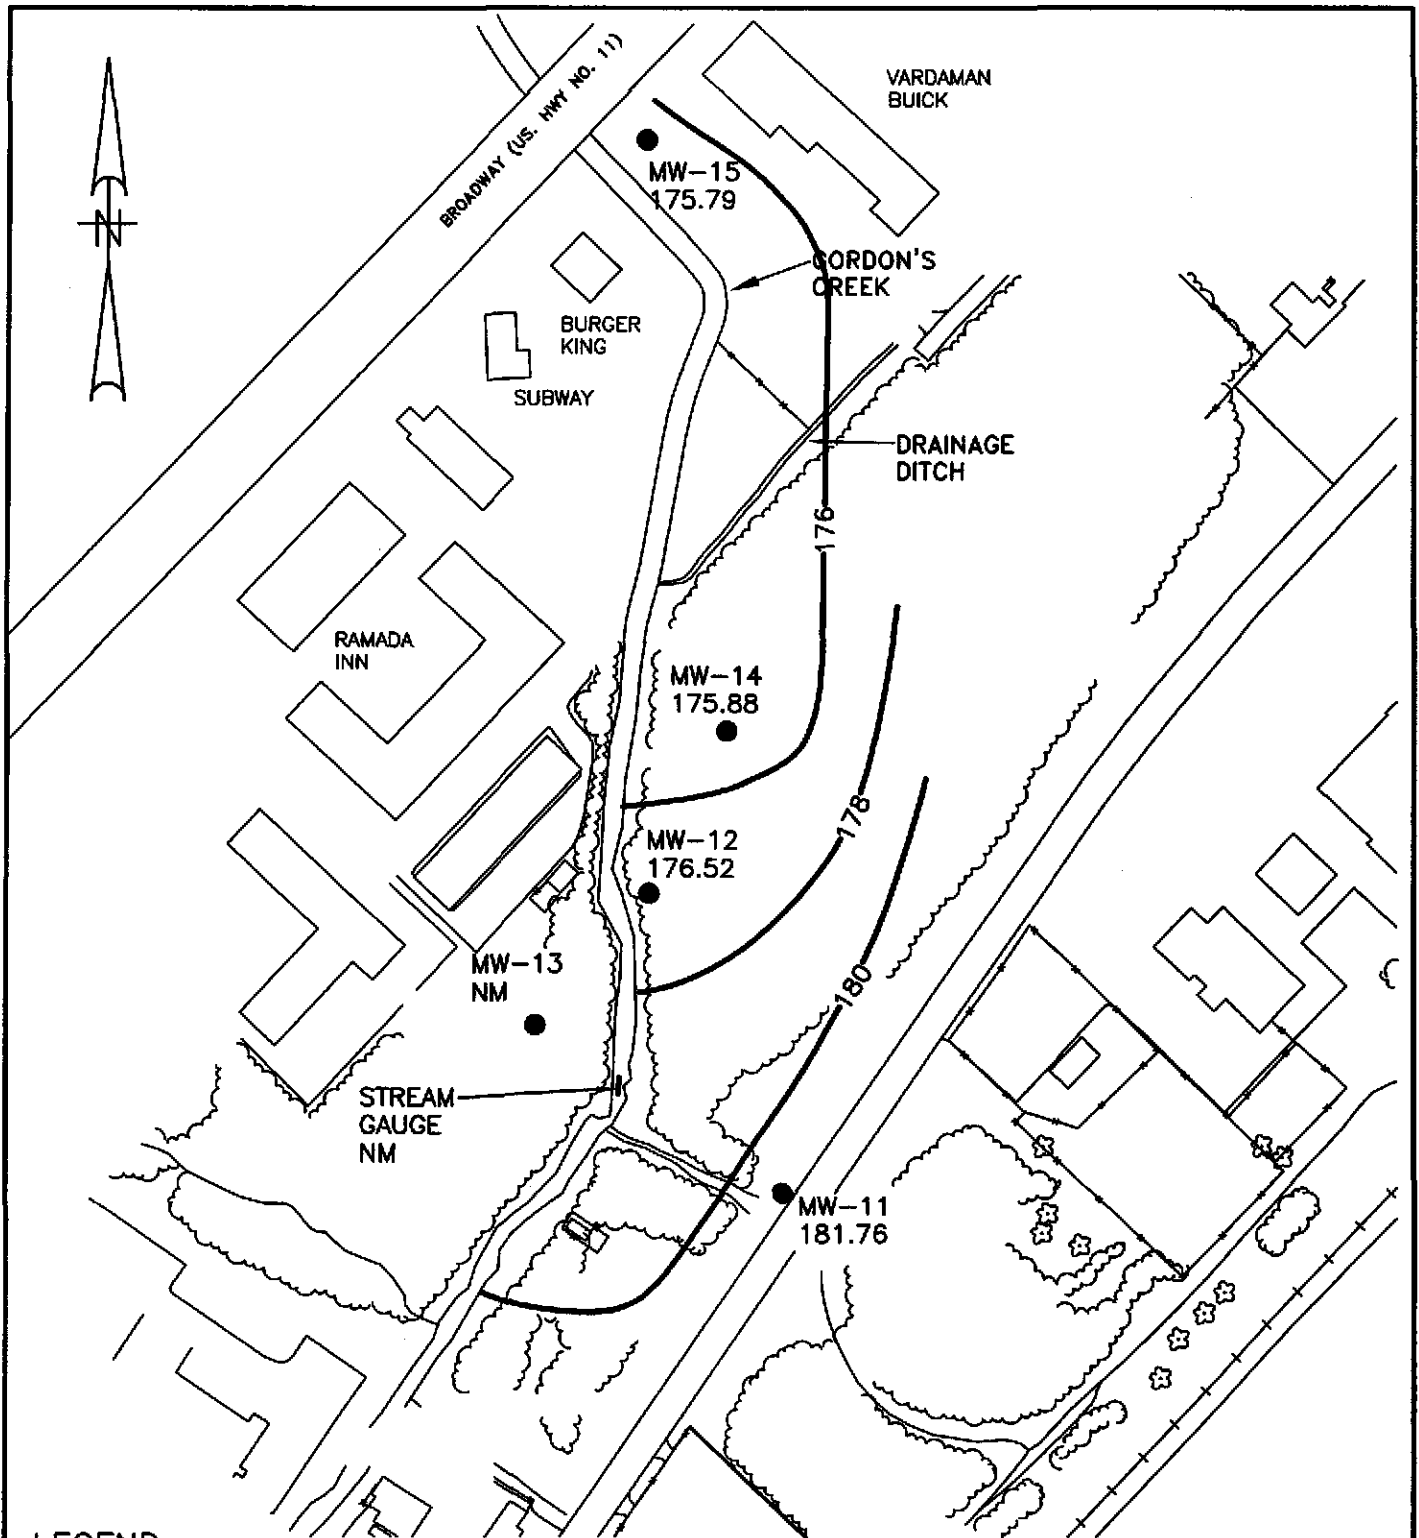 VARDAMAN
BUICK
BROADWAY (US. HWY NO. 11)
MW-15
175.79
N
GORDON'S
CREEK
BURGER
KING
SUBWAY
DRAINAGE
DITCH
176
RAMADA
INN
MW-14
175.88
178
MW-12
176.52
MW-13
NM
180
STREAM
GAUGE
NM
MW-11
181.76
LEGEND